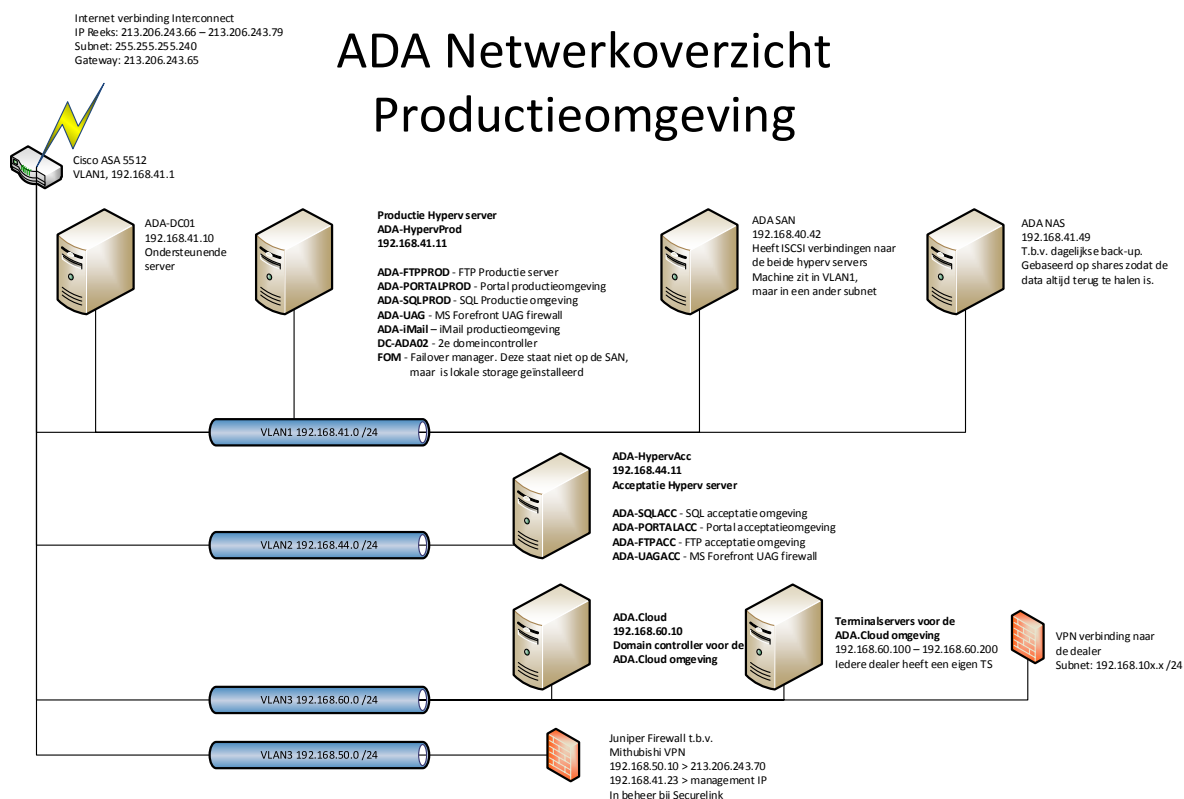 Internet verbinding Interconnect
IP Reeks: 213.206.243.66 – 213.206.243.79
Subnet: 255.255.255.240
Gateway: 213.206.243.65
ADA Netwerkoverzicht
Productieomgeving
Cisco ASA 5512
VLAN1, 192.168.41.1
ADA-DC01
192.168.41.10
Ondersteunende
server
Productie Hyperv server
ADA-HypervProd
192.168.41.11
ADA-FTPPROD - FTP Productie server
ADA-PORTALPROD - Portal productieomgeving
ADA-SQLPROD - SQL Productie omgeving
ADA-UAG - MS Forefront UAG firewall
ADA-iMail – iMail productieomgeving
DC-ADA02 - 2e domeincontroller
FOM - Failover manager. Deze staat niet op de SAN,
maar is lokale storage geïnstalleerd
ADA SAN
192.168.40.42
Heeft ISCSI verbindingen naar
de beide hyperv servers
Machine zit in VLAN1,
maar in een ander subnet
ADA NAS
192.168.41.49
T.b.v. dagelijkse back-up.
Gebaseerd op shares zodat de
data altijd terug te halen is.
VLAN1 192.168.41.0 /24
ADA-HypervAcc
192.168.44.11
Acceptatie Hyperv server
ADA-SQLACC - SQL acceptatie omgeving
ADA-PORTALACC - Portal acceptatieomgeving
ADA-FTPACC - FTP acceptatie omgeving
ADA-UAGACC - MS Forefront UAG firewall
VLAN2 192.168.44.0 /24
ADA.Cloud
192.168.60.10
Domain controller voor de
ADA.Cloud omgeving
Terminalservers voor de
ADA.Cloud omgeving
192.168.60.100 – 192.168.60.200
Iedere dealer heeft een eigen TS
VPN verbinding naar
de dealer
Subnet: 192.168.10x.x /24
VLAN3 192.168.60.0 /24
VLAN3 192.168.50.0 /24
Juniper Firewall t.b.v.
Mithubishi VPN
192.168.50.10 > 213.206.243.70
192.168.41.23 > management IP
In beheer bij Securelink